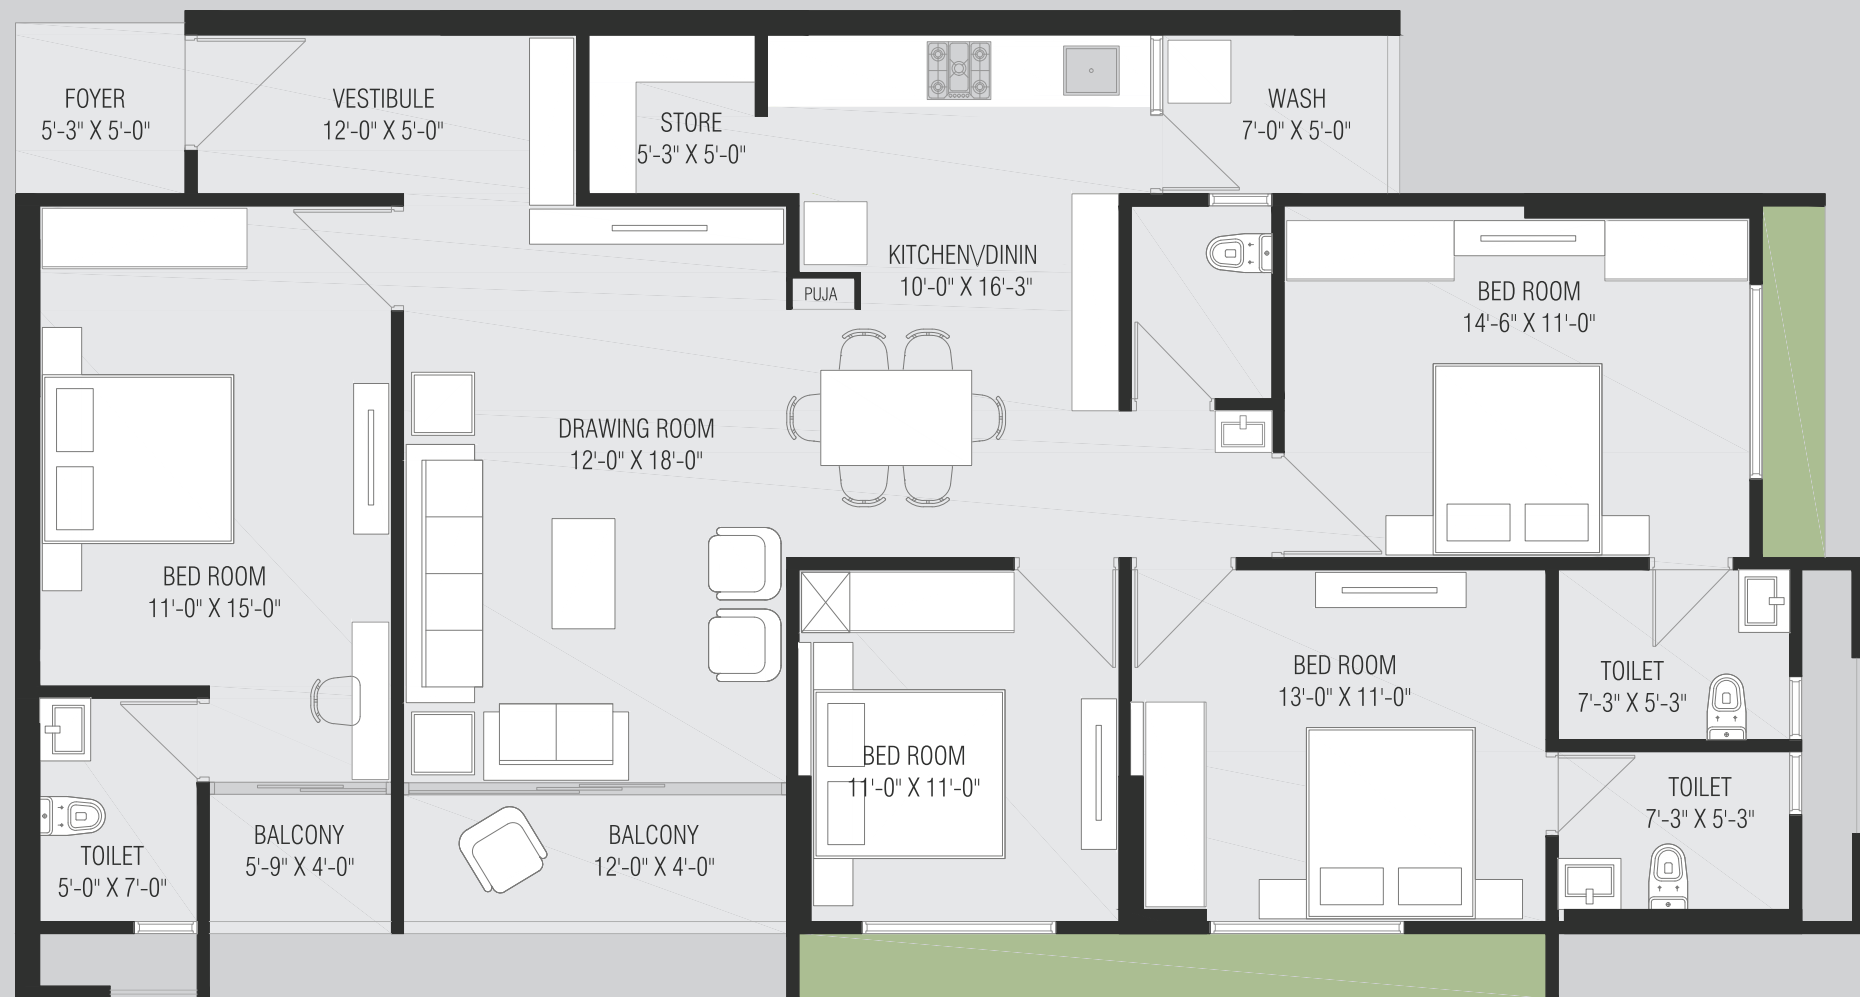 FOYER
5'-3" X 5'-0"
VESTIBULE
12'-0" X 5'-0"
STORE
5'-3" X 5'-0"
WASH
7'-0" X 5'-0"
KITCHEN\/DININ
10'-0" X 16'-3"
PUJA
BED ROOM
14'-6" X 11'-0"
DRAWING ROOM
12'-0" X 18'-0"
BED ROOM
11'-0" X 15'-0"
BED ROOM
13'-0" X 11'-0"
TOILET
7'-3" X 5'-3"
BED ROOM
11'-0" X 11'-0"
TOILET
7'-3" X 5'-3"
TOILET
5'-0" X 7'-0"
BALCONY
5'-9" X 4'-0"
BALCONY
12'-0" X 4'-0"